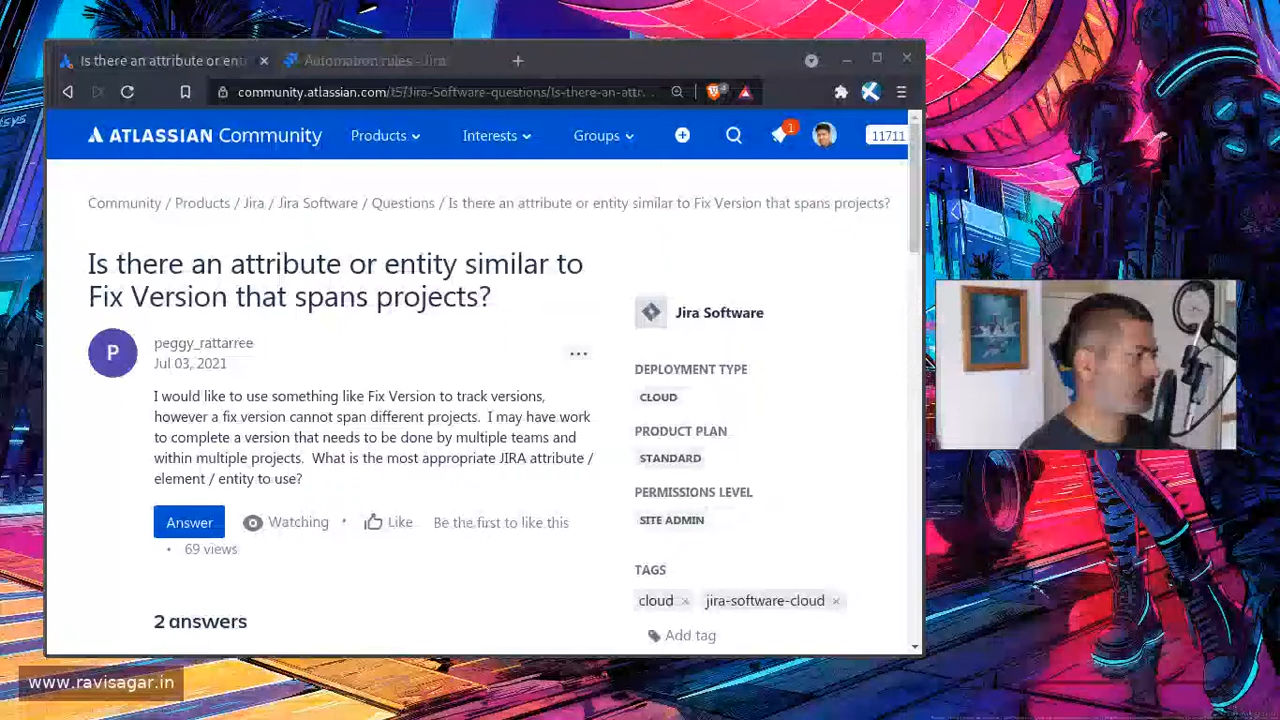 Is there an attribute or ent
Automation rules - Jira
community.atlassian.com/t5/Jira-Software-questions/Is-there-an-attr...
4
ATLASSIAN Community
Products
Interests
Groups
1
11711
Community / Products / Jira / Jira Software / Questions / Is there an attribute or entity similar to Fix Version that spans projects?
Is there an attribute or entity similar to
Fix Version that spans projects?
P
peggy_rattarree
Jul 03, 2021
...
I would like to use something like Fix Version to track versions,
however a fix version cannot span different projects. I may have work
to complete a version that needs to be done by multiple teams and
within multiple projects. What is the most appropriate JIRA attribute /
element / entity to use?
Answer
Watching
•
Like
Be the first to like this
• 69 views
2 answers
Jira Software
DEPLOYMENT TYPE
CLOUD
PRODUCT PLAN
STANDARD
PERMISSIONS LEVEL
SITE ADMIN
TAGS
cloud ×
jira-software-cloud ×
Add tag
www.ravisagar.in